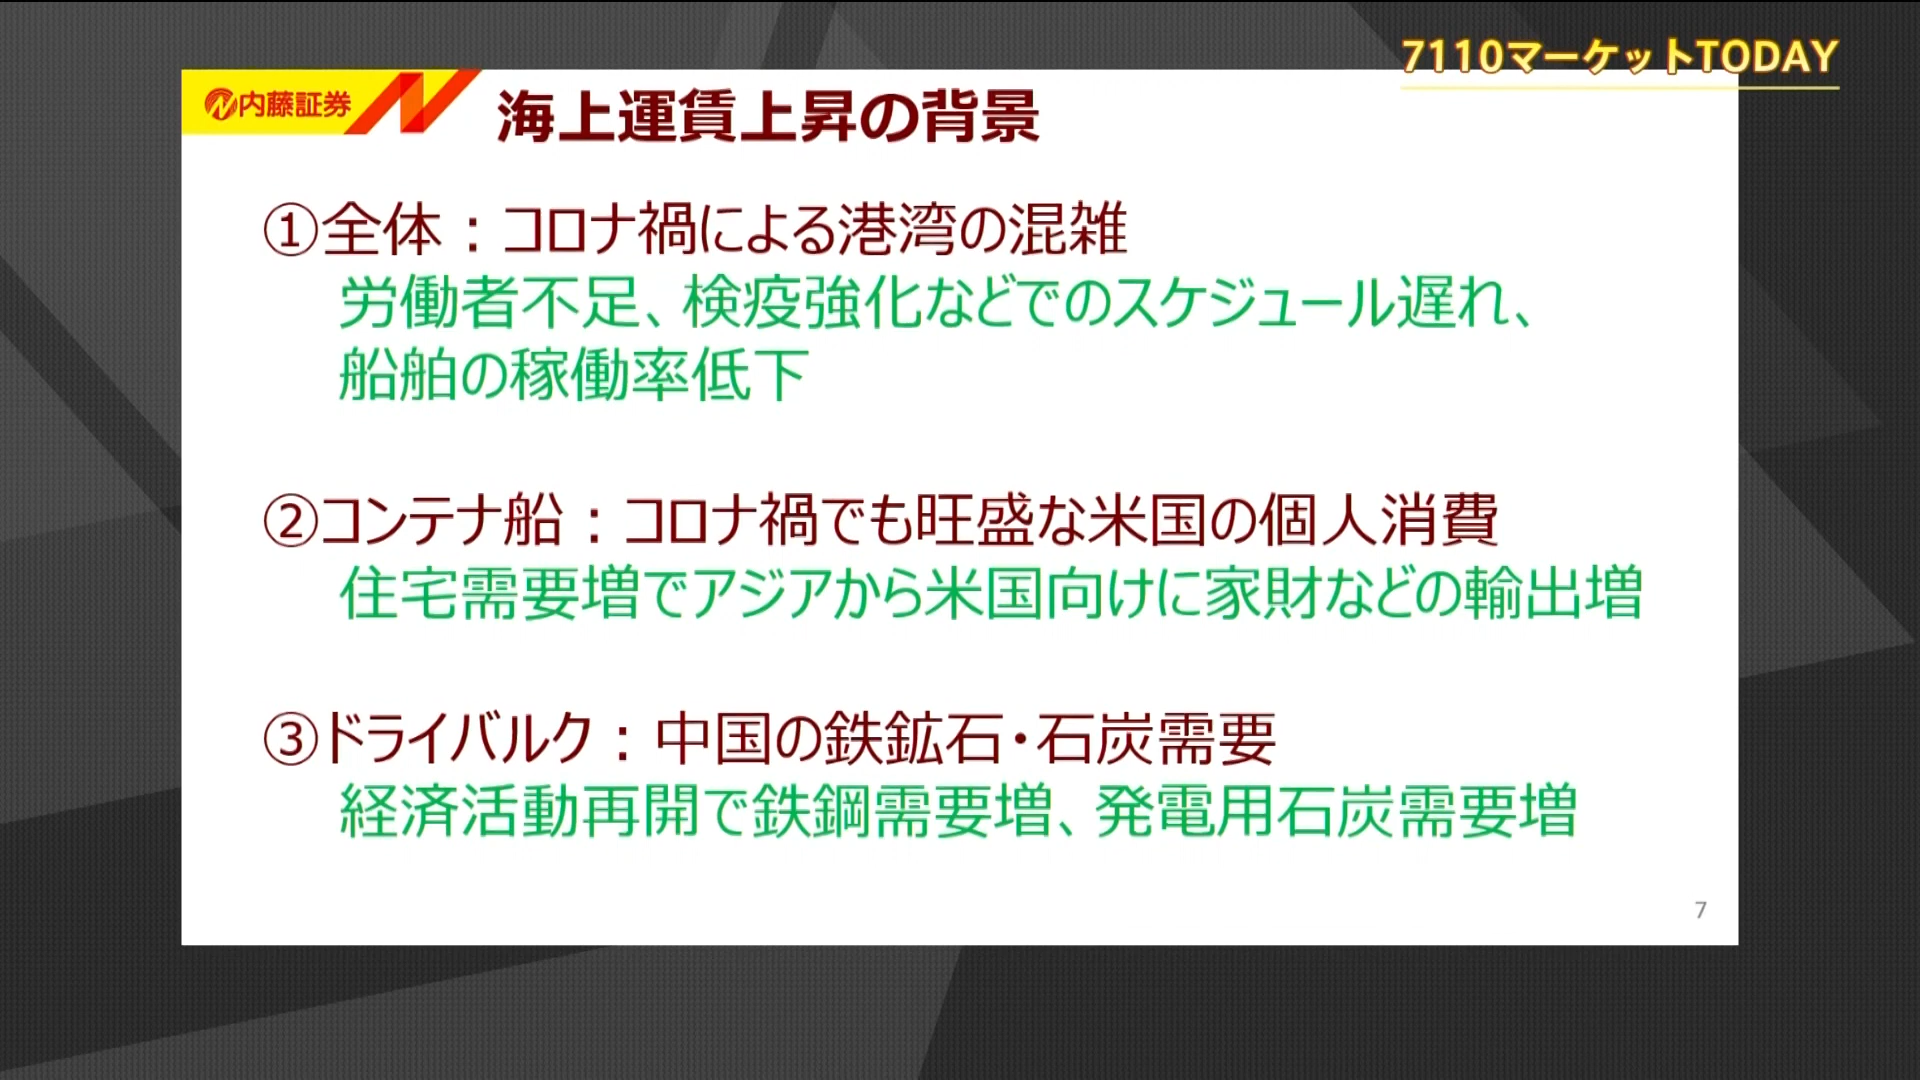 7110マーケットTODAY
内藤証券
海上運賃上昇の背景
①全体：コロナ禍による港湾の混雑
労働者不足、検疫強化などでのスケジュール遅れ、
船舶の稼働率低下
②コンテナ船：コロナ禍でも旺盛な米国の個人消費
住宅需要増でアジアから米国向けに家財などの輸出増
③ドライバルク：中国の鉄鉱石・石炭需要
経済活動再開で鉄鋼需要増、発電用石炭需要増
7